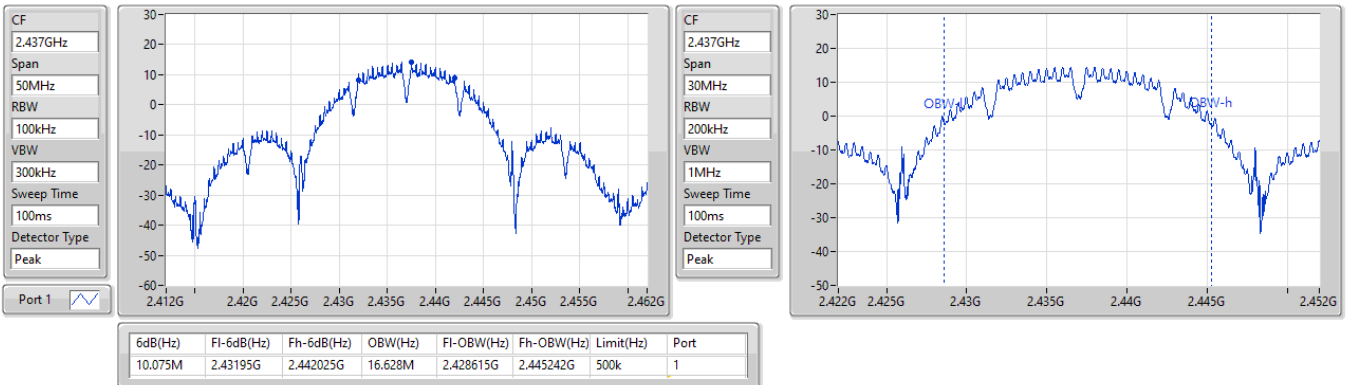 CF
2.437GHz
Span
50MHz
RBW
100kHz
VBW
300kHz
Sweep Time
100ms
Detector Type
Peak
Port 1
30
20
10
0
-10
-20
-30
-40
-50
-60
2.412G 2.42G 2.425G 2.43G 2.435G 2.44G 2.445G 2.45G 2.455G 2.462G
CF
2.437GHz
Span
30MHz
RBW
200kHz
VBW
1MHz
Sweep Time
100ms
Detector Type
Peak
30
20
10
0
-10
-20
-30
-40
-50
OBW-l OBW-h
2.422G 2.425G 2.43G 2.435G 2.44G 2.445G 2.452G
6dB(Hz) Fl-6dB(Hz) Fh-6dB(Hz) OBW(Hz) Fl-OBW(Hz) Fh-OBW(Hz) Limit(Hz) Port
10.075M 2.43195G 2.442025G 16.628M 2.428615G 2.445242G 500k 1